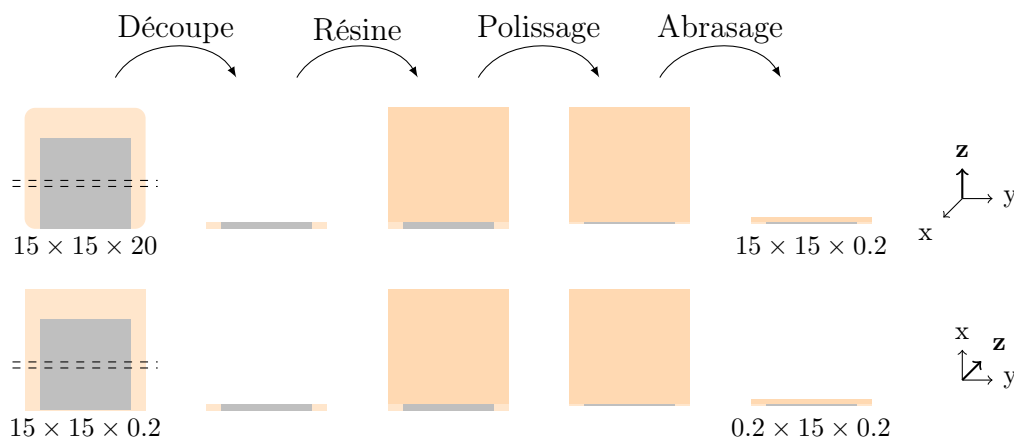 Découpe Résine Polissage Abrasage
z
y
x
15 × 15 × 20 15 × 15 × 0.2
x
z
y
15 × 15 × 0.2 0.2 × 15 × 0.2